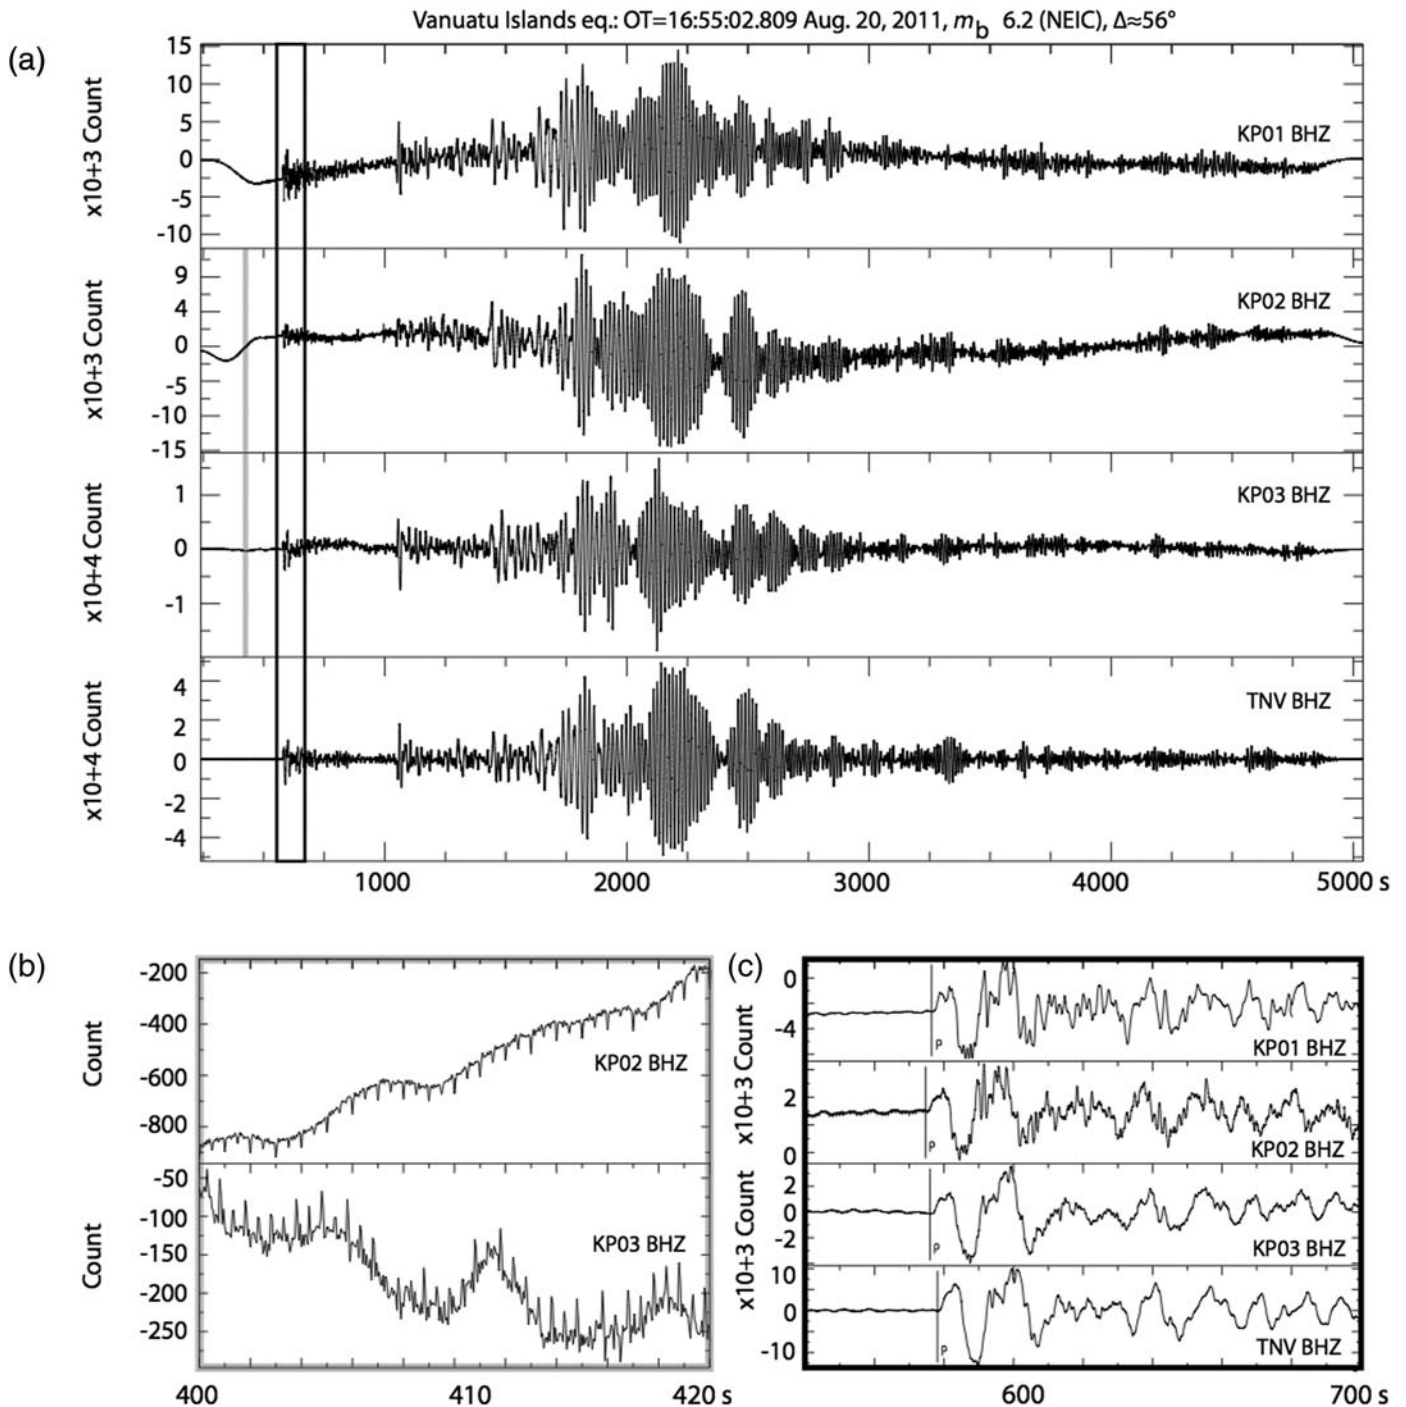 Vanuatu Islands eq.: OT=16:55:02.809 Aug. 20, 2011, mb 6.2 (NEIC), Δ≈56°
(a)
x10+3 Count
15
10
5
0
-5
-10
KP01 BHZ
x10+3 Count
9
4
0
-5
-10
-15
KP02 BHZ
x10+4 Count
1
0
-1
KP03 BHZ
x10+4 Count
4
2
0
-2
-4
TNV BHZ
1000 2000 3000 4000 5000 s
(b)
Count
-200
-400
-600
-800
KP02 BHZ
Count
-50
-100
-150
-200
-250
KP03 BHZ
400 410 420 s
(c)
x10+3 Count
0
-4
P
KP01 BHZ
2
0
P
KP02 BHZ
x10+3 Count
2
0
-2
P
KP03 BHZ
10
0
-10
P
TNV BHZ
600 700 s